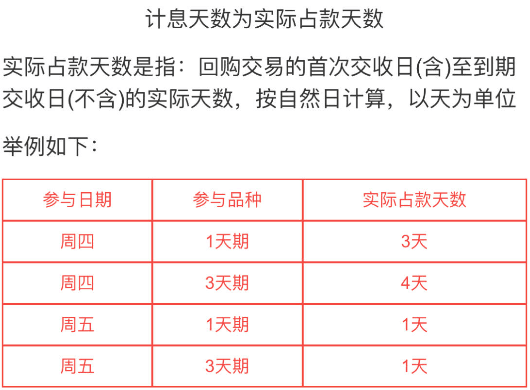 计息天数为实际占款天数
实际占款天数是指：回购交易的首次交收日(含)至到期
交收日(不含)的实际天数，按自然日计算，以天为单位
举例如下：
参与日期 参与品种 实际占款天数
周四 1天期 3天
周四 3天期 4天
周五 1天期 1天
周五 3天期 1天